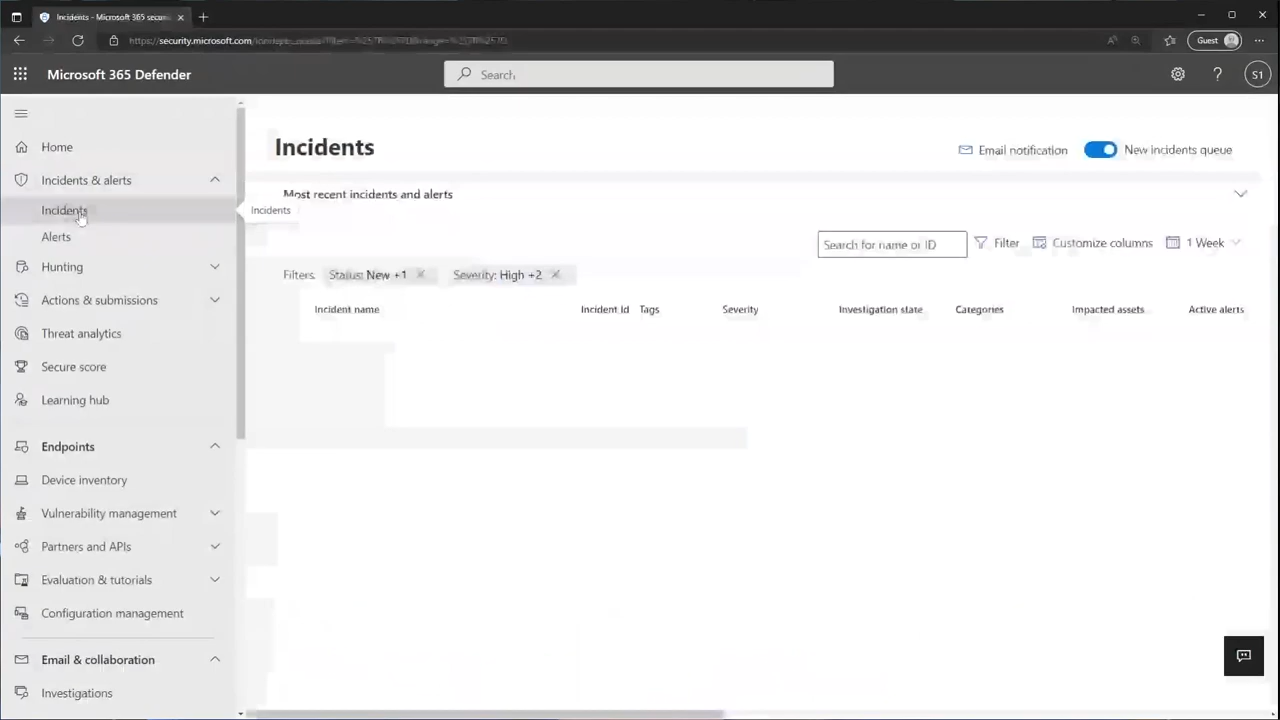 Incidents - Microsoft 365 secur
https://security.microsoft.com/
Guest
Microsoft 365 Defender
Search
S1
Home
Incidents & alerts
Incidents
Alerts
Hunting
Actions & submissions
Threat analytics
Secure score
Learning hub
Endpoints
Device inventory
Vulnerability management
Partners and APIs
Evaluation & tutorials
Configuration management
Email & collaboration
Investigations
Incidents
Incidents
Email notification
New incidents queue
Most recent incidents and alerts
Search for name or ID
Filter
Customize columns
1 Week
Filters:
Status: New +1
Severity: High +2
Incident name Incident Id Tags Severity Investigation state Categories Impacted assets Active alerts